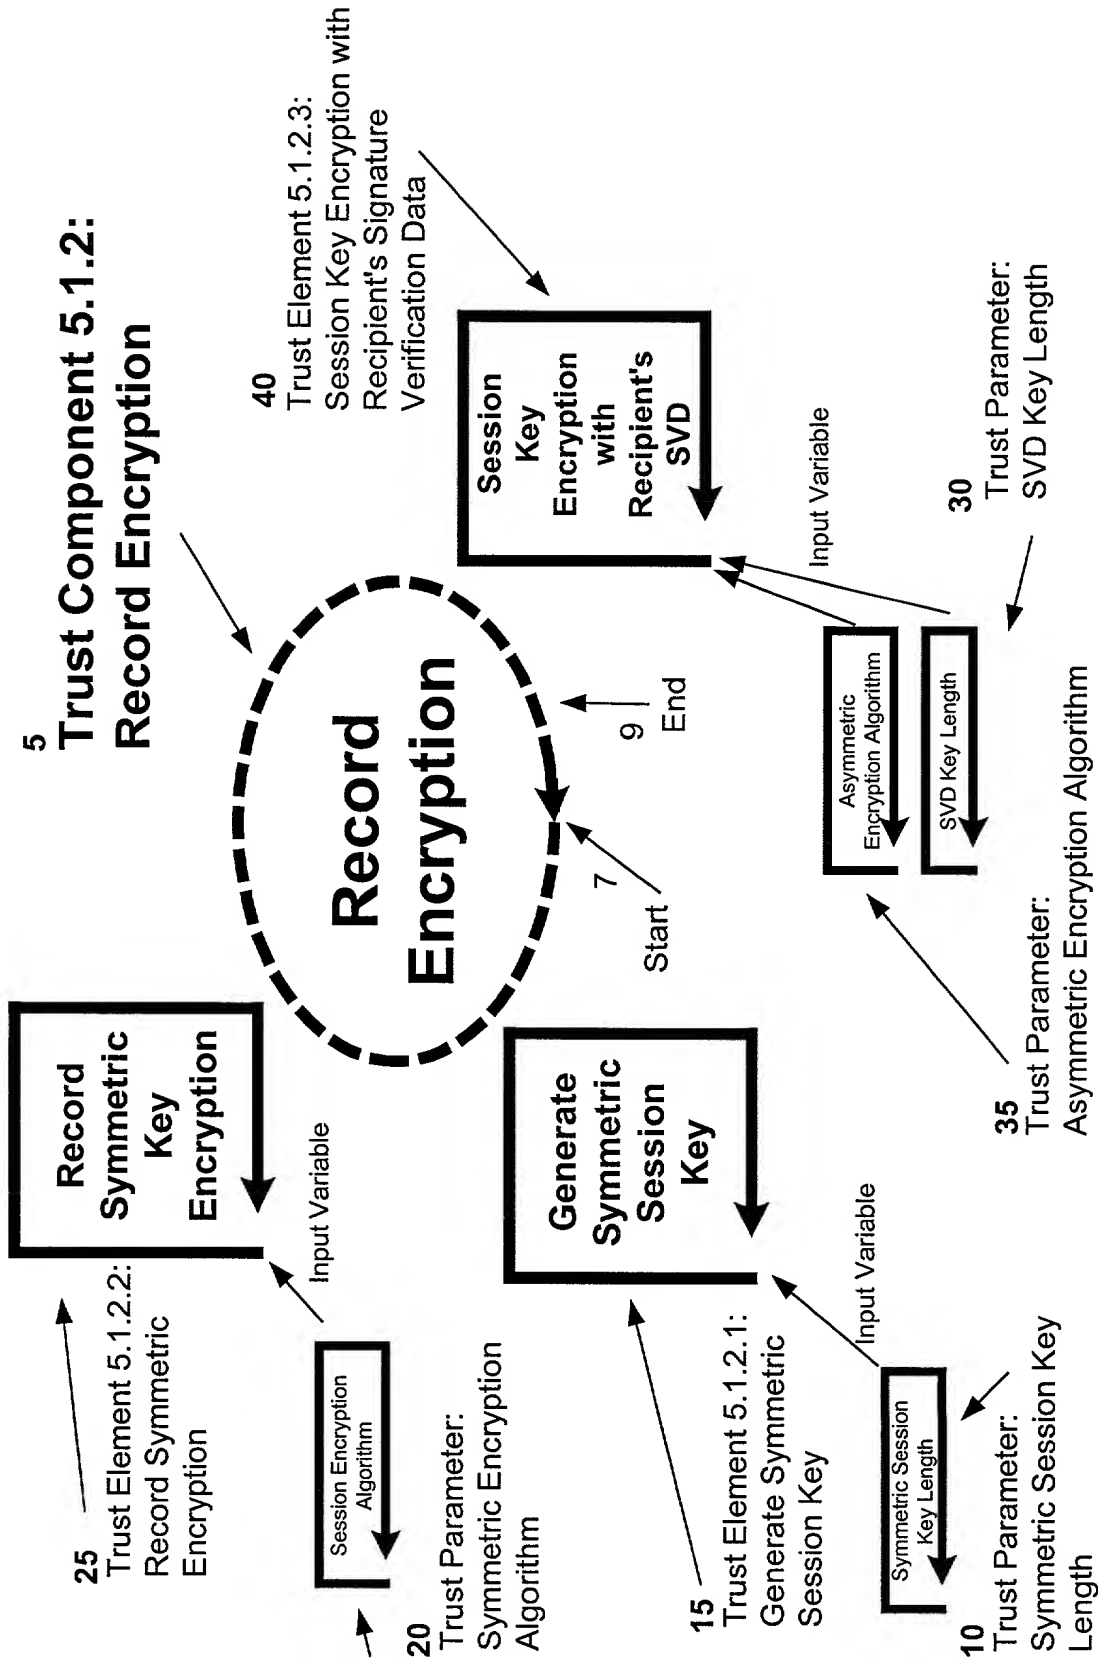 5
Trust Component 5.1.2:
Record Encryption
25
Trust Element 5.1.2.2:
Record Symmetric
Encryption
Record
Symmetric
Key
Encryption
Input Variable
Session Encryption
Algorithm
20
Trust Parameter:
Symmetric Encryption
Algorithm
Record
Encryption
7
Start
9
End
40
Trust Element 5.1.2.3:
Session Key Encryption with
Recipient's Signature
Verification Data
Session
Key
Encryption
with
Recipient's
SVD
Input Variable
15
Trust Element 5.1.2.1:
Generate Symmetric
Session Key
Generate
Symmetric
Session
Key
Input Variable
Symmetric Session
Key Length
10
Trust Parameter:
Symmetric Session Key
Length
Asymmetric
Encryption Algorithm
SVD Key Length
35
Trust Parameter:
Asymmetric Encryption Algorithm
30
Trust Parameter:
SVD Key Length